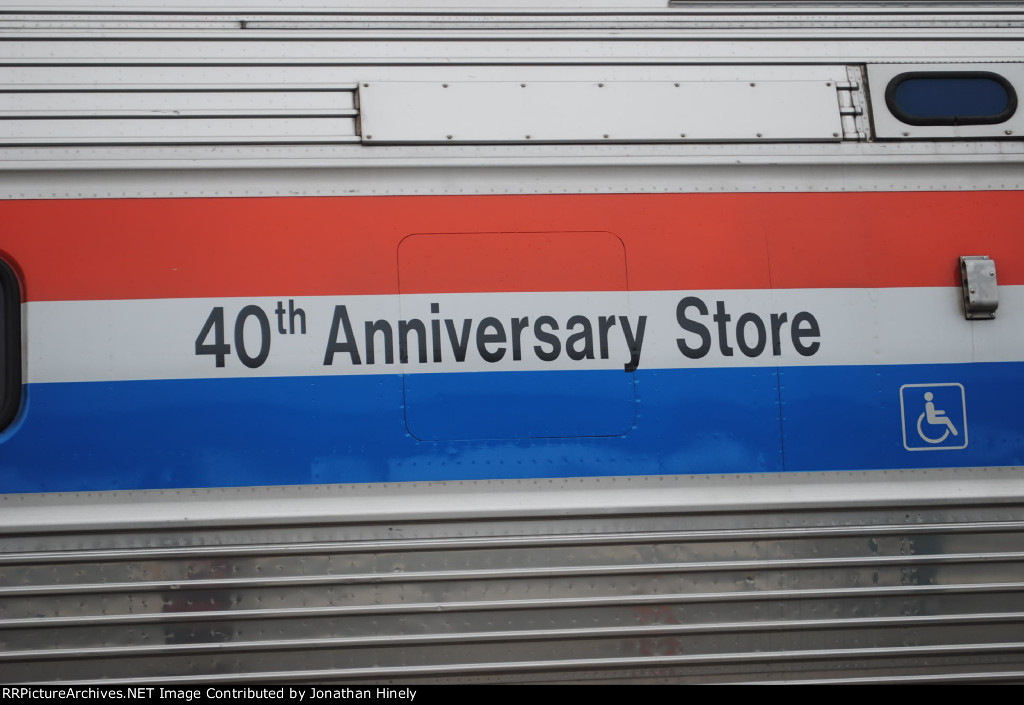 40th Anniversary Store
RRPictureArchives.NET Image Contributed by Jonathan Hinely